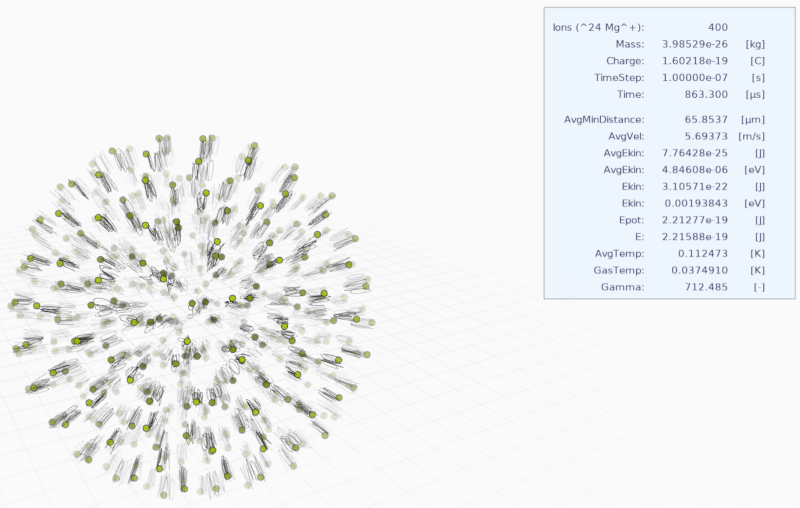 Ions (^24 Mg^+): 400
Mass: 3.98529e-26 [kg]
Charge: 1.60218e-19 [C]
TimeStep: 1.00000e-07 [s]
Time: 863.300 [µs]
AvgMinDistance: 65.8537 [µm]
AvgVel: 5.69373 [m/s]
AvgEkin: 7.76428e-25 [J]
AvgEkin: 4.84608e-06 [eV]
Ekin: 3.10571e-22 [J]
Ekin: 0.00193843 [eV]
Epot: 2.21277e-19 [J]
E: 2.21588e-19 [J]
AvgTemp: 0.112473 [K]
GasTemp: 0.0374910 [K]
Gamma: 712.485 [-]